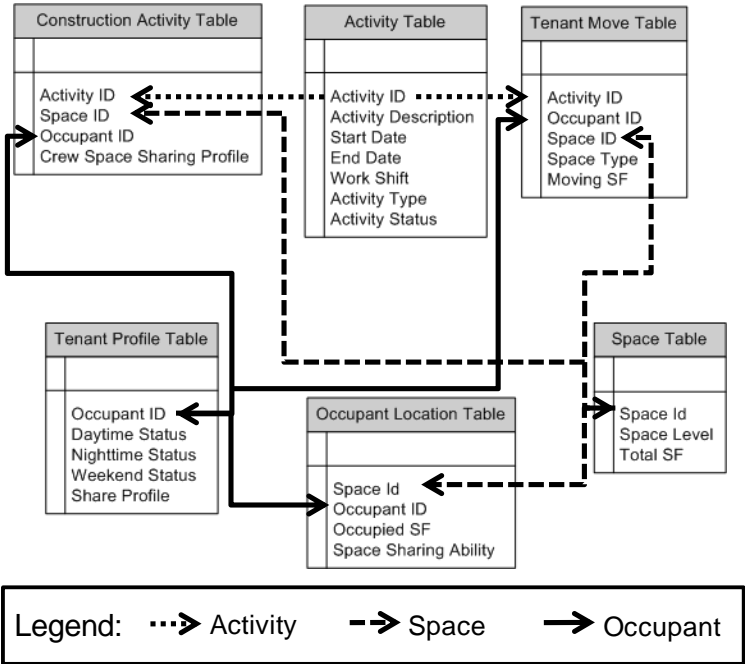 Construction Activity Table
Activity ID
Space ID
Occupant ID
Crew Space Sharing Profile
Activity Table
Activity ID
Activity Description
Start Date
End Date
Work Shift
Activity Type
Activity Status
Tenant Move Table
Activity ID
Occupant ID
Space ID
Space Type
Moving SF
Tenant Profile Table
Occupant ID
Daytime Status
Nighttime Status
Weekend Status
Share Profile
Occupant Location Table
Space Id
Occupant ID
Occupied SF
Space Sharing Ability
Space Table
Space Id
Space Level
Total SF
Legend: Activity Space Occupant